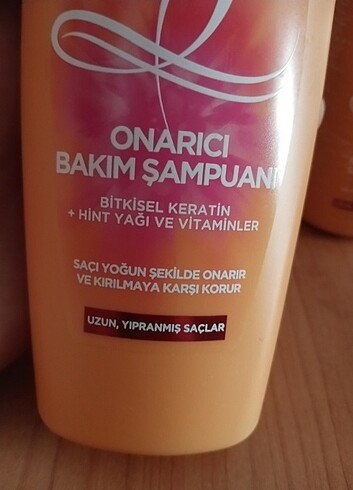 ONARICI
BAKIM ŞAMPUANI
BİTKİSEL KERATİN
+ HİNT YAĞI VE VİTAMİNLER
SAÇI YOĞUN ŞEKİLDE ONARIR
VE KIRILMAYA KARŞI KORUR
UZUN, YIPRANMIŞ SAÇLAR